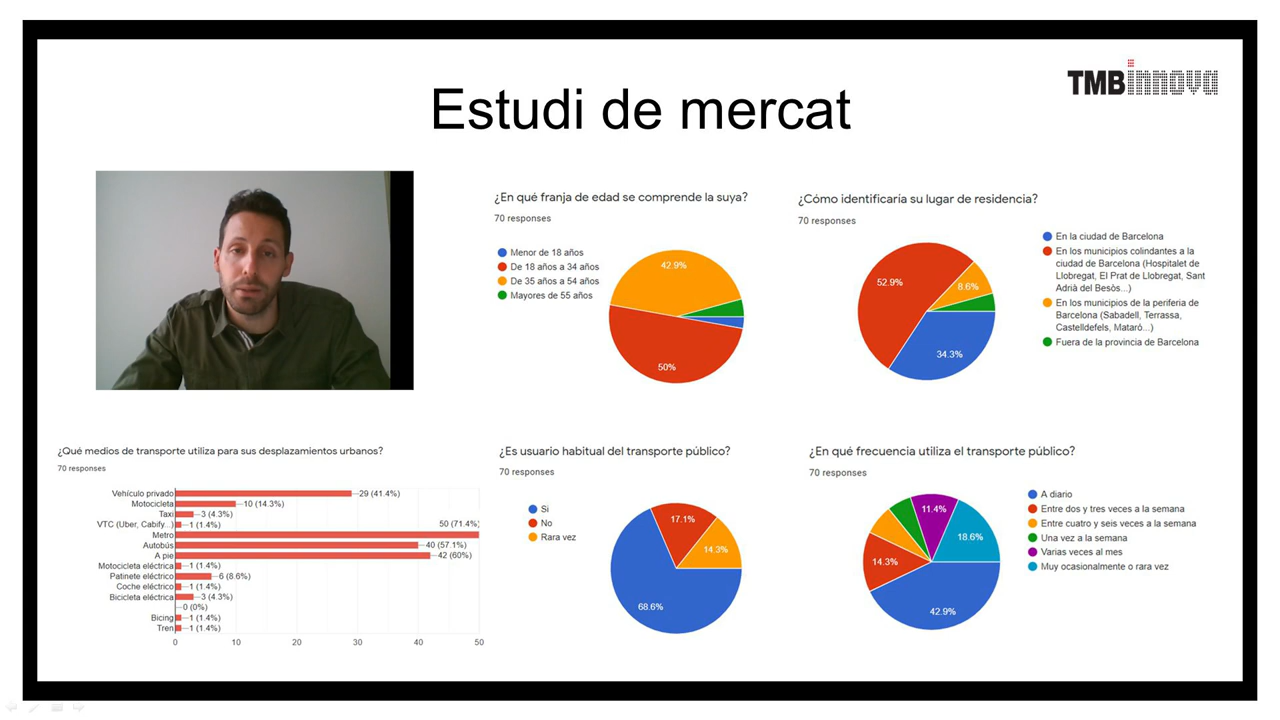 TMBinnova
Estudi de mercat
¿En qué franja de edad se comprende la suya?
70 responses
Menor de 18 años
De 18 años a 34 años
De 35 años a 54 años
Mayores de 55 años
42.9%
50%
¿Cómo identificaría su lugar de residencia?
70 responses
En la ciudad de Barcelona
En los municipios colindantes a la
ciudad de Barcelona (Hospitalet de
Llobregat, El Prat de Llobregat, Sant
Adrià del Besòs...)
En los municipios de la periferia de
Barcelona (Sabadell, Terrassa,
Castelldefels, Mataró...)
Fuera de la provincia de Barcelona
52.9%
8.6%
34.3%
¿Qué medios de transporte utiliza para sus desplazamientos urbanos?
70 responses
Vehículo privado 29 (41.4%)
Motocicleta 10 (14.3%)
Taxi 3 (4.3%)
VTC (Uber, Cabify...) 1 (1.4%)
Metro 50 (71.4%)
Autobús 40 (57.1%)
A pie 42 (60%)
Motocicleta eléctrica 1 (1.4%)
Patinete eléctrico 6 (8.6%)
Coche eléctrico 1 (1.4%)
Bicicleta eléctrica 3 (4.3%)
0 (0%)
Bicing 1 (1.4%)
Tren 1 (1.4%)
0 10 20 30 40 50
¿Es usuario habitual del transporte público?
70 responses
Si
No
Rara vez
17.1%
14.3%
68.6%
¿En qué frecuencia utiliza el transporte público?
70 responses
A diario
Entre dos y tres veces a la semana
Entre cuatro y seis veces a la semana
Una vez a la semana
Varias veces al mes
Muy ocasionalmente o rara vez
11.4%
18.6%
14.3%
42.9%